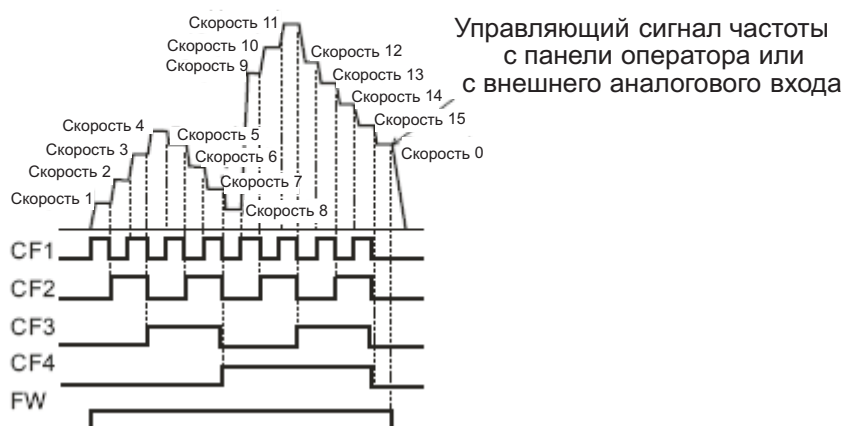 Скорость 11
Управляющий сигнал частоты
с панели оператора или
с внешнего аналогового входа
Скорость 10
Скорость 9
Скорость 12
Скорость 13
Скорость 14
Скорость 15
Скорость 0
Скорость 4
Скорость 3
Скорость 2
Скорость 1
Скорость 5
Скорость 6
Скорость 7
Скорость 8
CF1
CF2
CF3
CF4
FW